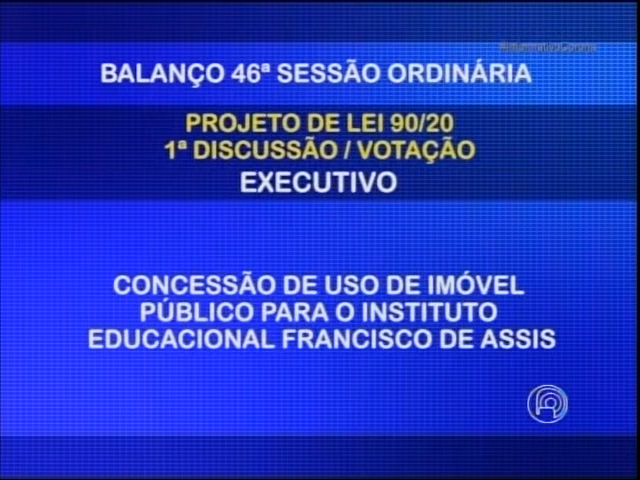 BALANÇO 46ª SESSÃO ORDINÁRIA
PROJETO DE LEI 90/20
1ª DISCUSSÃO / VOTAÇÃO
EXECUTIVO
CONCESSÃO DE USO DE IMÓVEL
PÚBLICO PARA O INSTITUTO
EDUCACIONAL FRANCISCO DE ASSIS